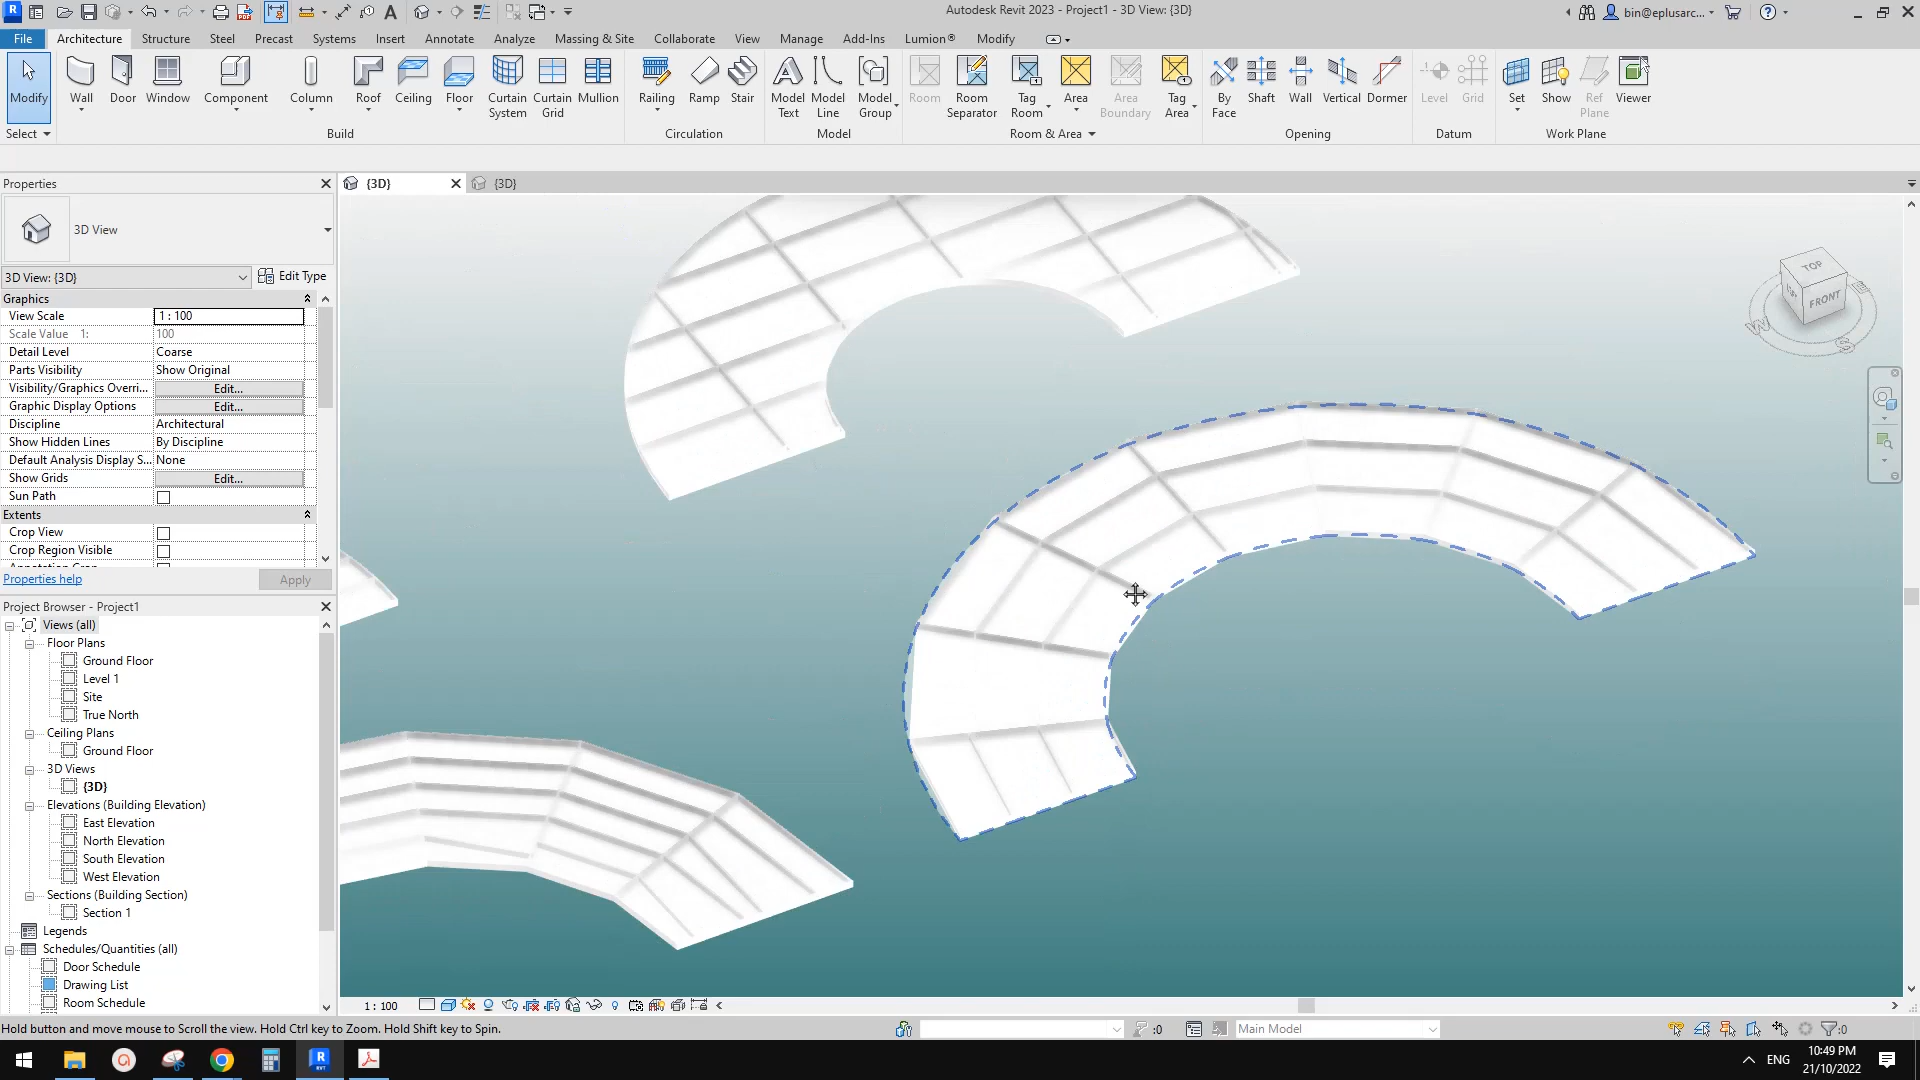 Autodesk Revit 2023 - Project1 - 3D View: {3D}
bin@eplusarc...
File Architecture Structure Steel Precast Systems Insert Annotate Analyze Massing & Site Collaborate View Manage Add-Ins Lumion® Modify
Modify Wall Door Window Component Column Roof Ceiling Floor Curtain System Curtain Grid Mullion Railing Ramp Stair Model Text Model Line Model Group Room Room Separator Tag Room Area Area Boundary Tag Area By Face Shaft Wall Vertical Dormer Level Grid Set Show Ref Plane Viewer
Select Build Circulation Model Room & Area Opening Datum Work Plane
Properties
{3D}
{3D}
3D View
3D View: {3D}
Edit Type
Graphics
View Scale 1 : 100
Scale Value 1: 100
Detail Level Coarse
Parts Visibility Show Original
Visibility/Graphics Overri... Edit...
Graphic Display Options Edit...
Discipline Architectural
Show Hidden Lines By Discipline
Default Analysis Display S... None
Show Grids Edit...
Sun Path
Extents
Crop View
Crop Region Visible
Properties help
Apply
TOP
FRONT
W
S
Project Browser - Project1
Views (all)
Floor Plans
Ground Floor
Level 1
Site
True North
Ceiling Plans
Ground Floor
3D Views
{3D}
Elevations (Building Elevation)
East Elevation
North Elevation
South Elevation
West Elevation
Sections (Building Section)
Section 1
Legends
Schedules/Quantities (all)
Door Schedule
Drawing List
Room Schedule
1 : 100
Hold button and move mouse to Scroll the view. Hold Ctrl key to Zoom. Hold Shift key to Spin.
:0
Main Model
:0
ENG
10:49 PM
21/10/2022